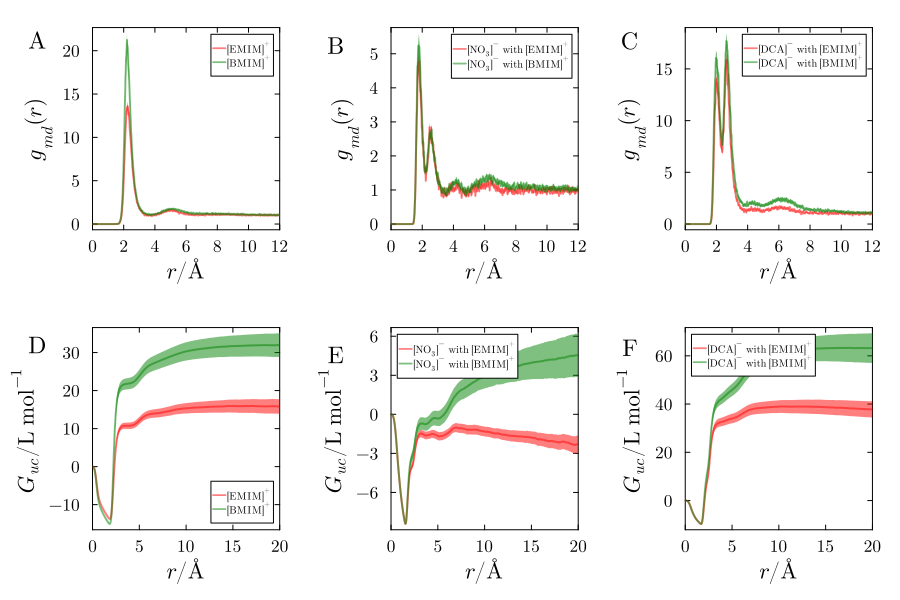 A
[EMIM]⁺
[BMIM]⁺
20
15
10
5
0
g_md(r)
0 2 4 6 8 10 12
r/Å
B
[NO₃]⁻ with [EMIM]⁺
[NO₃]⁻ with [BMIM]⁺
5
4
3
2
1
0
g_md(r)
0 2 4 6 8 10 12
r/Å
C
[DCA]⁻ with [EMIM]⁺
[DCA]⁻ with [BMIM]⁺
15
10
5
0
g_md(r)
0 2 4 6 8 10 12
r/Å
D
30
20
10
0
−10
G_uc/L mol⁻¹
[EMIM]⁺
[BMIM]⁺
0 5 10 15 20
r/Å
E
[NO₃]⁻ with [EMIM]⁺
[NO₃]⁻ with [BMIM]⁺
6
3
0
−3
−6
G_uc/L mol⁻¹
0 5 10 15 20
r/Å
F
[DCA]⁻ with [EMIM]⁺
[DCA]⁻ with [BMIM]⁺
60
40
20
0
G_uc/L mol⁻¹
0 5 10 15 20
r/Å